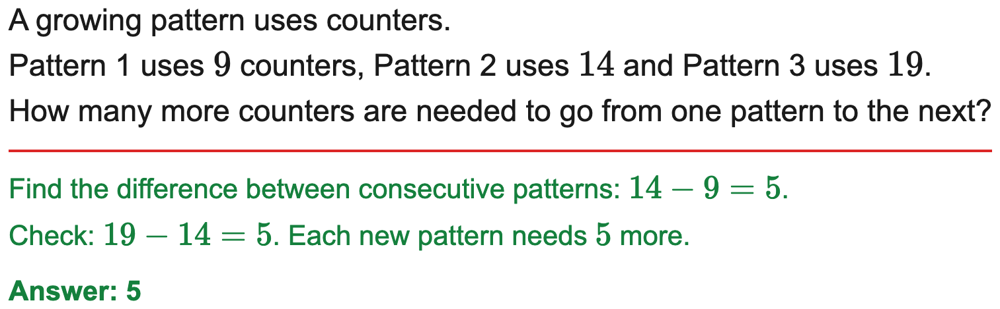 A growing pattern uses counters.
Pattern 1 uses 9 counters, Pattern 2 uses 14 and Pattern 3 uses 19.
How many more counters are needed to go from one pattern to the next?
Find the difference between consecutive patterns: 14 − 9 = 5.
Check: 19 − 14 = 5. Each new pattern needs 5 more.
Answer: 5